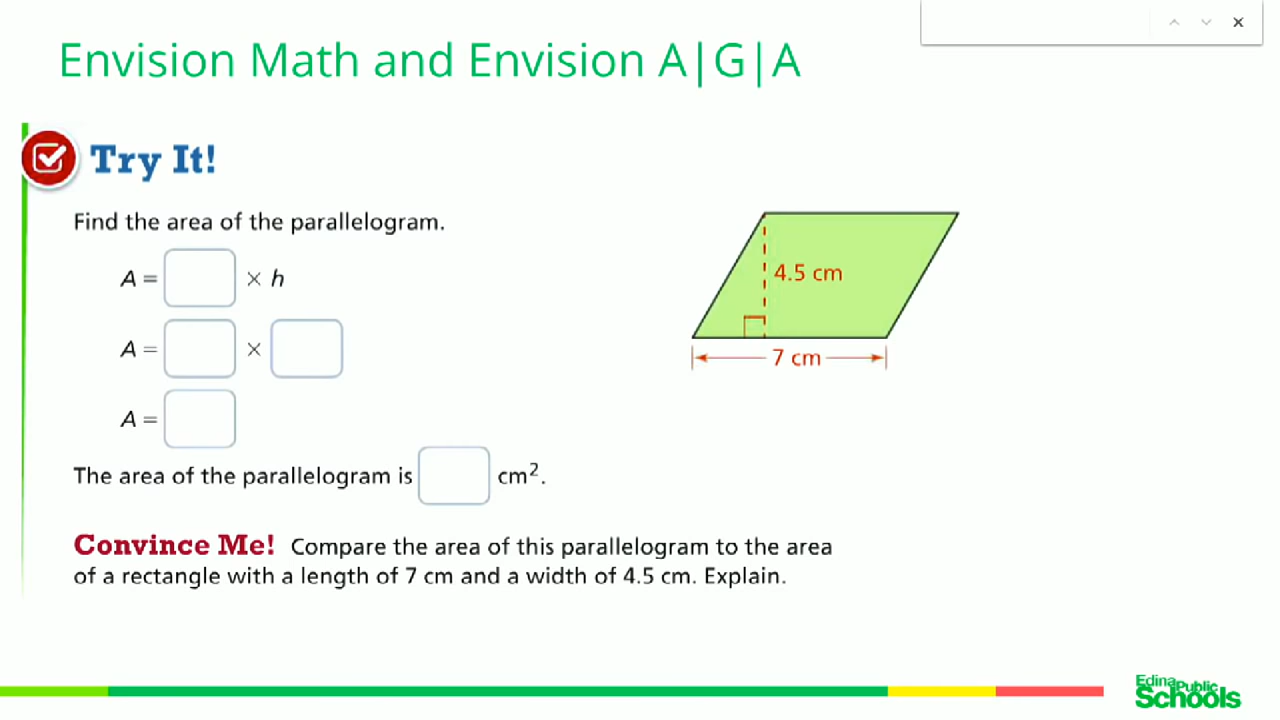 Envision Math and Envision A|G|A
Try It!
Find the area of the parallelogram.
A = × h
A = ×
A =
The area of the parallelogram is cm².
4.5 cm
7 cm
Convince Me! Compare the area of this parallelogram to the area
of a rectangle with a length of 7 cm and a width of 4.5 cm. Explain.
Edina Public
Schools